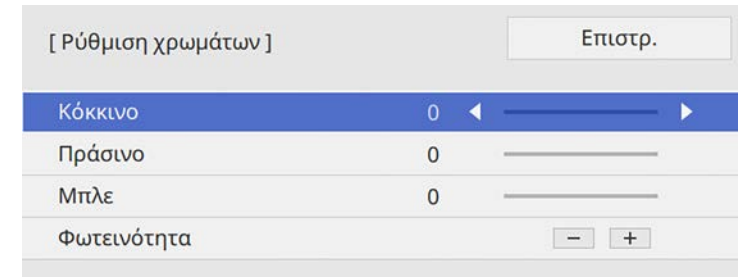 [ Ρύθμιση χρωμάτων ] Επιστρ.
Κόκκινο 0
Πράσινο 0
Μπλε 0
Φωτεινότητα − +